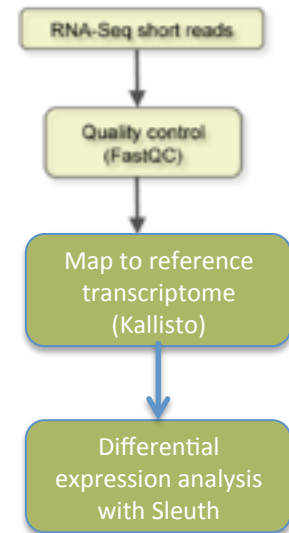 RNA-Seq short reads
Quality control
(FastQC)
Map to reference
transcriptome
(Kallisto)
Differential
expression analysis
with Sleuth